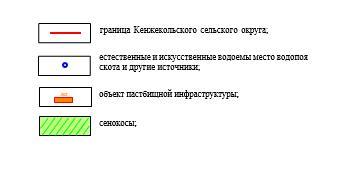 граница Кенжекольского сельского округа;
естественные и искусственные водоемы место водопоя
скота и другие источники;
объект пастбищной инфраструктуры;
сенокосы;